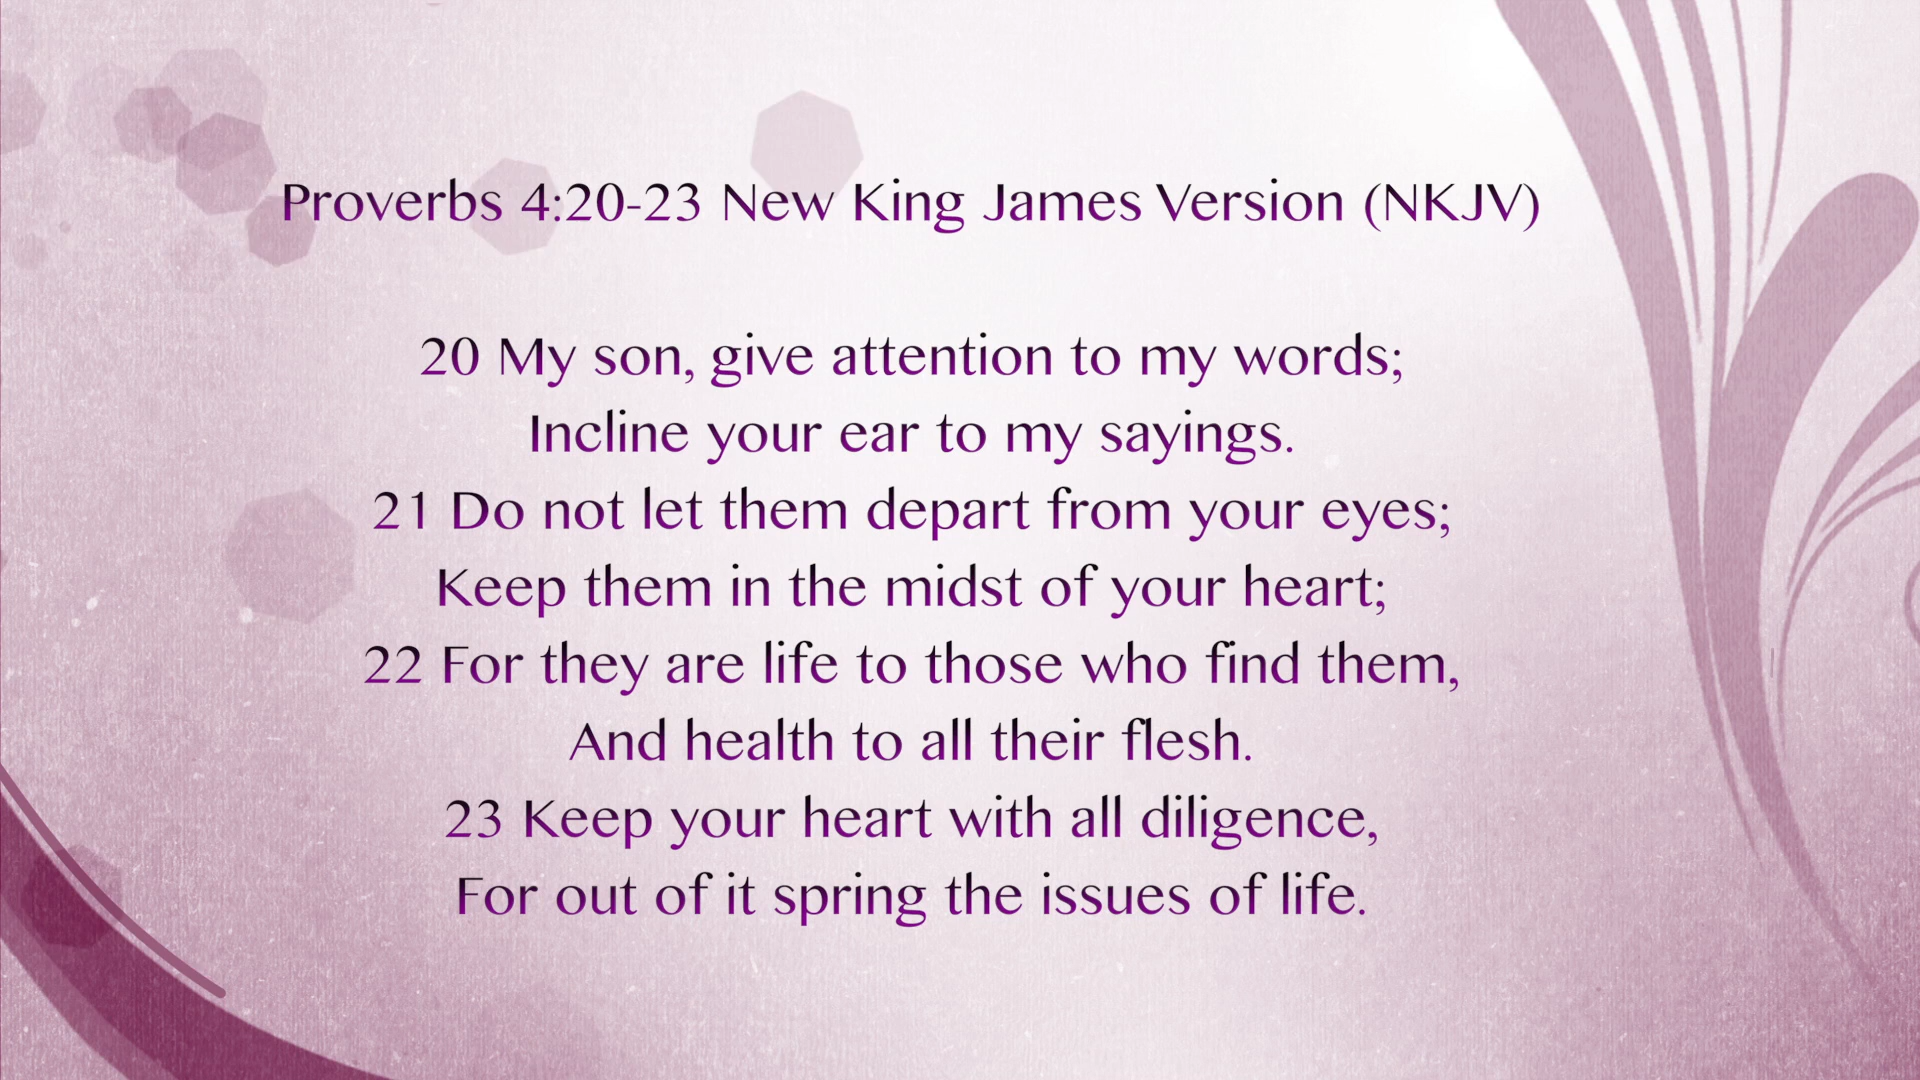 Proverbs 4:20-23 New King James Version (NKJV)
20 My son, give attention to my words;
Incline your ear to my sayings.
21 Do not let them depart from your eyes;
Keep them in the midst of your heart;
22 For they are life to those who find them,
And health to all their flesh.
23 Keep your heart with all diligence,
For out of it spring the issues of life.